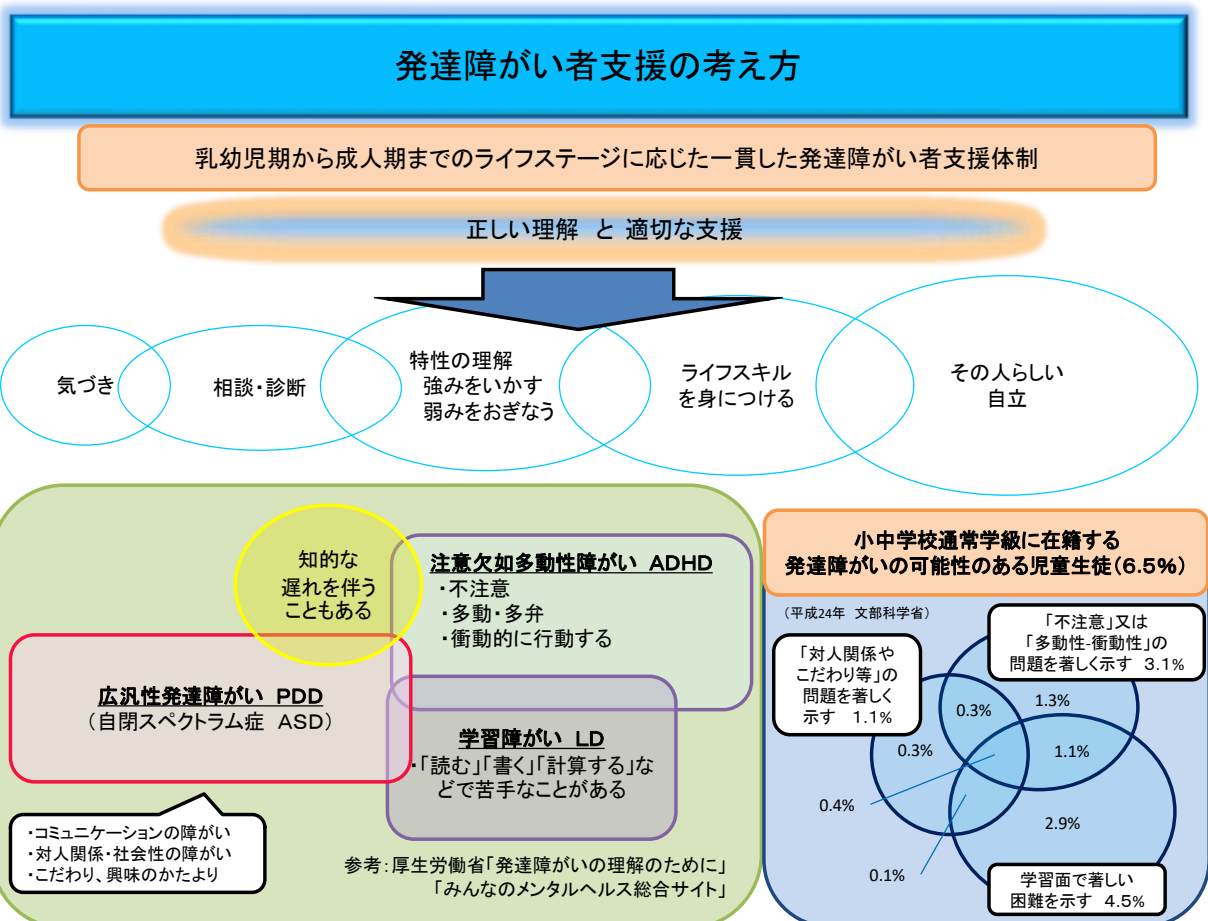 発達障がい者支援の考え方
乳幼児期から成人期までのライフステージに応じた一貫した発達障がい者支援体制
正しい理解 と 適切な支援
気づき
相談・診断
特性の理解
強みをいかす
弱みをおぎなう
ライフスキル
を身につける
その人らしい
自立
知的な
遅れを伴う
こともある
注意欠如多動性障がい ADHD
・不注意
・多動・多弁
・衝動的に行動する
広汎性発達障がい PDD
（自閉スペクトラム症 ASD）
学習障がい LD
・「読む」「書く」「計算する」な
どで苦手なことがある
・コミュニケーションの障がい
・対人関係・社会性の障がい
・こだわり、興味のかたより
参考：厚生労働省「発達障がいの理解のために」
「みんなのメンタルヘルス総合サイト」
小中学校通常学級に在籍する
発達障がいの可能性のある児童生徒（6.5%）
（平成24年 文部科学省）
「不注意」又は
「多動性-衝動性」の
問題を著しく示す 3.1%
「対人関係や
こだわり等」の
問題を著しく
示す 1.1%
1.3%
0.3%
0.3%
1.1%
0.4%
2.9%
0.1%
学習面で著しい
困難を示す 4.5%